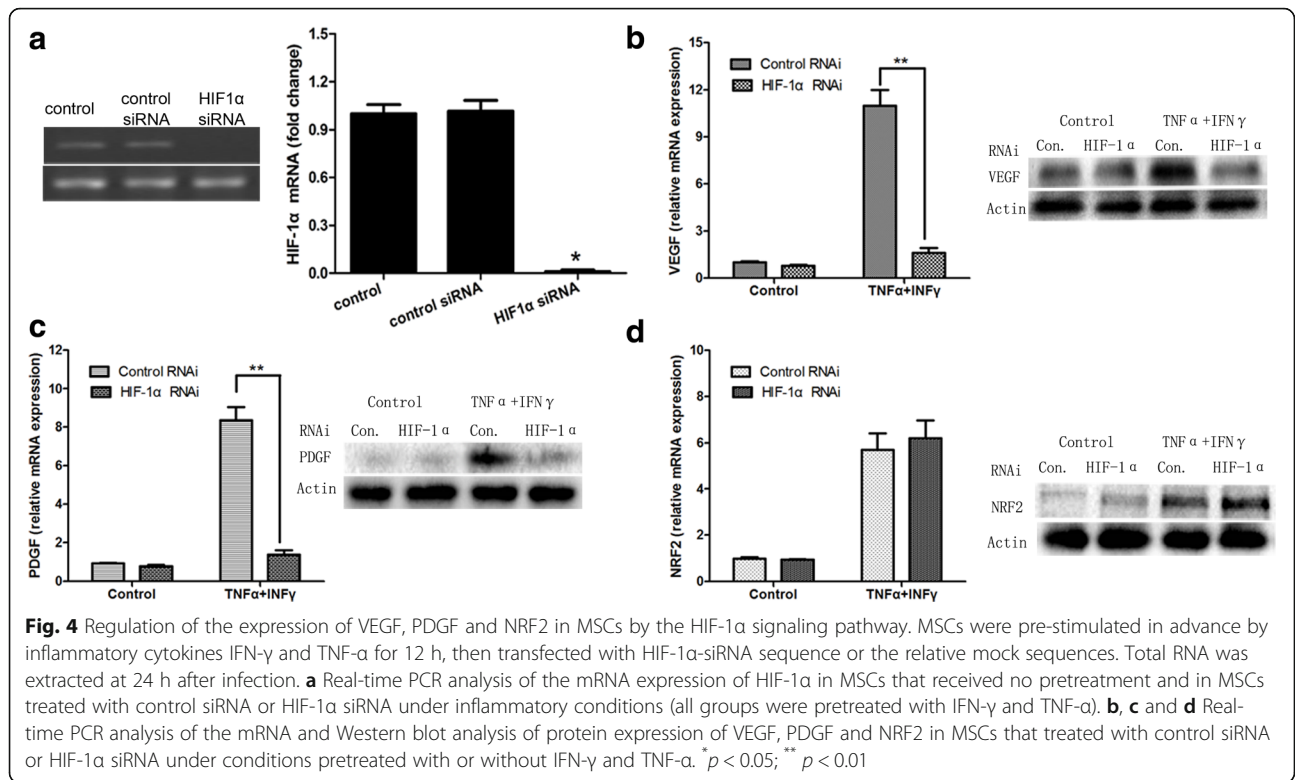 a
control
control
siRNA
HIF1α
siRNA
HIF-1α mRNA (fold change)
1.5
1.2
0.9
0.6
0.3
0.0
*
control
control siRNA
HIF1α siRNA
b
VEGF (relative mRNA expression)
15
12
9
6
3
0
Control RNAi
HIF-1α RNAi
**
Control
TNFα+INFγ
Control TNFα+IFNγ
RNAi Con. HIF-1α Con. HIF-1α
VEGF
Actin
c
PDGF (relative mRNA expression)
12
10
8
6
4
2
0
Control RNAi
HIF-1α RNAi
**
Control
TNFα+INFγ
Control TNFα+IFNγ
RNAi Con. HIF-1α Con. HIF-1α
PDGF
Actin
d
NRF2 (relative mRNA expression)
10
8
6
4
2
0
Control RNAi
HIF-1α RNAi
Control
TNFα+INFγ
Control TNFα+IFNγ
RNAi Con. HIF-1α Con. HIF-1α
NRF2
Actin
Fig. 4 Regulation of the expression of VEGF, PDGF and NRF2 in MSCs by the HIF-1α signaling pathway. MSCs were pre-stimulated in advance by
inflammatory cytokines IFN-γ and TNF-α for 12 h, then transfected with HIF-1α-siRNA sequence or the relative mock sequences. Total RNA was
extracted at 24 h after infection. a Real-time PCR analysis of the mRNA expression of HIF-1α in MSCs that received no pretreatment and in MSCs
treated with control siRNA or HIF-1α siRNA under inflammatory conditions (all groups were pretreated with IFN-γ and TNF-α). b, c and d Real-
time PCR analysis of the mRNA and Western blot analysis of protein expression of VEGF, PDGF and NRF2 in MSCs that treated with control siRNA
or HIF-1α siRNA under conditions pretreated with or without IFN-γ and TNF-α. *p < 0.05; ** p < 0.01